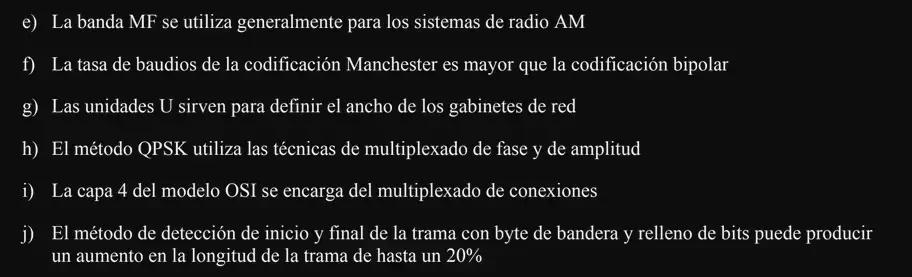 e) La banda MF se utiliza generalmente para los sistemas de radio AM
f) La tasa de baudios de la codificación Manchester es mayor que la codificación bipolar
g) Las unidades U sirven para definir el ancho de los gabinetes de red
h) El método QPSK utiliza las técnicas de multiplexado de fase y de amplitud
i) La capa 4 del modelo OSI se encarga del multiplexado de conexiones
j) El método de detección de inicio y final de la trama con byte de bandera y relleno de bits puede producir
un aumento en la longitud de la trama de hasta un 20%